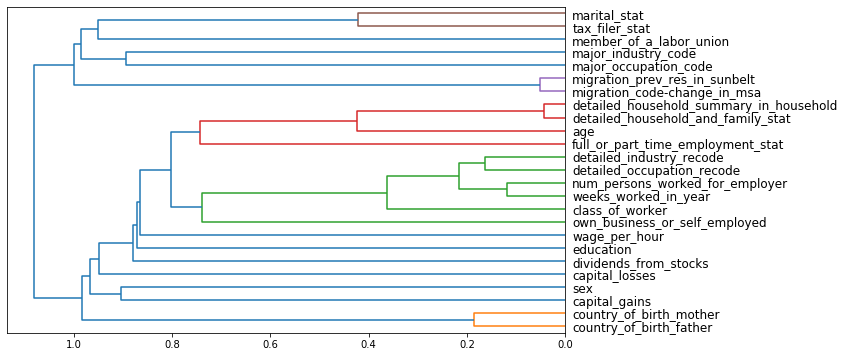 marital_stat
tax_filer_stat
member_of_a_labor_union
major_industry_code
major_occupation_code
migration_prev_res_in_sunbelt
migration_code-change_in_msa
detailed_household_summary_in_household
detailed_household_and_family_stat
age
full_or_part_time_employment_stat
detailed_industry_recode
detailed_occupation_recode
num_persons_worked_for_employer
weeks_worked_in_year
class_of_worker
own_business_or_self_employed
wage_per_hour
education
dividends_from_stocks
capital_losses
sex
capital_gains
country_of_birth_mother
country_of_birth_father
1.0 0.8 0.6 0.4 0.2 0.0